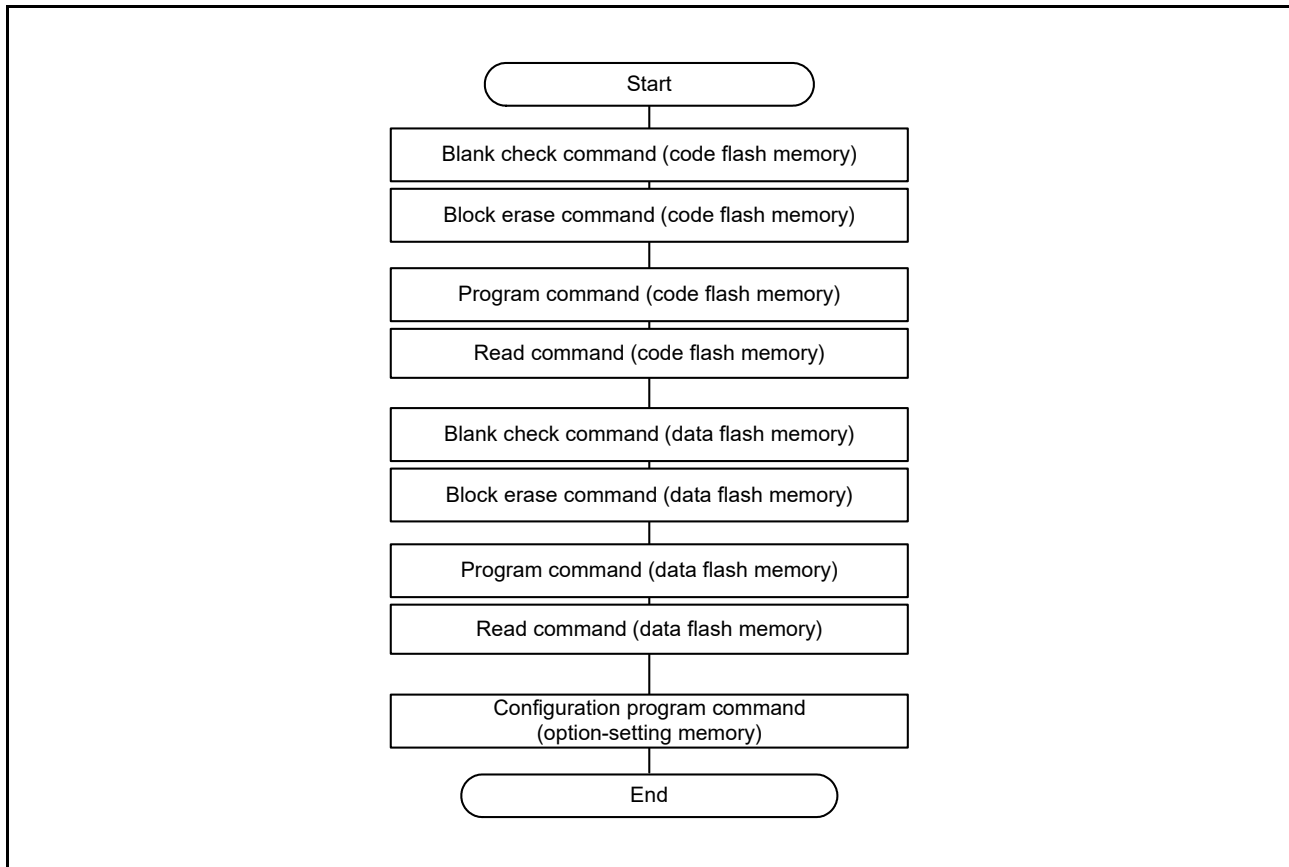 Start
Blank check command (code flash memory)
Block erase command (code flash memory)
Program command (code flash memory)
Read command (code flash memory)
Blank check command (data flash memory)
Block erase command (data flash memory)
Program command (data flash memory)
Read command (data flash memory)
Configuration program command
(option-setting memory)
End